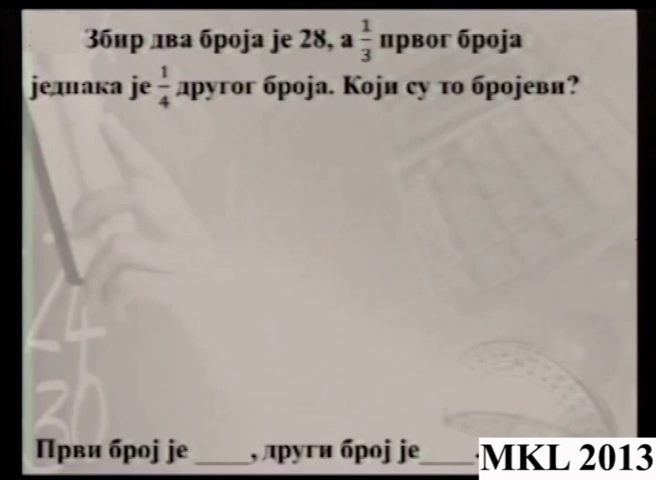 Збир два броја је 28, а 1/3 првог броја
једнака је 1/4 другог броја. Који су то бројеви?
Први број је ____, други број је____.
MKL 2013